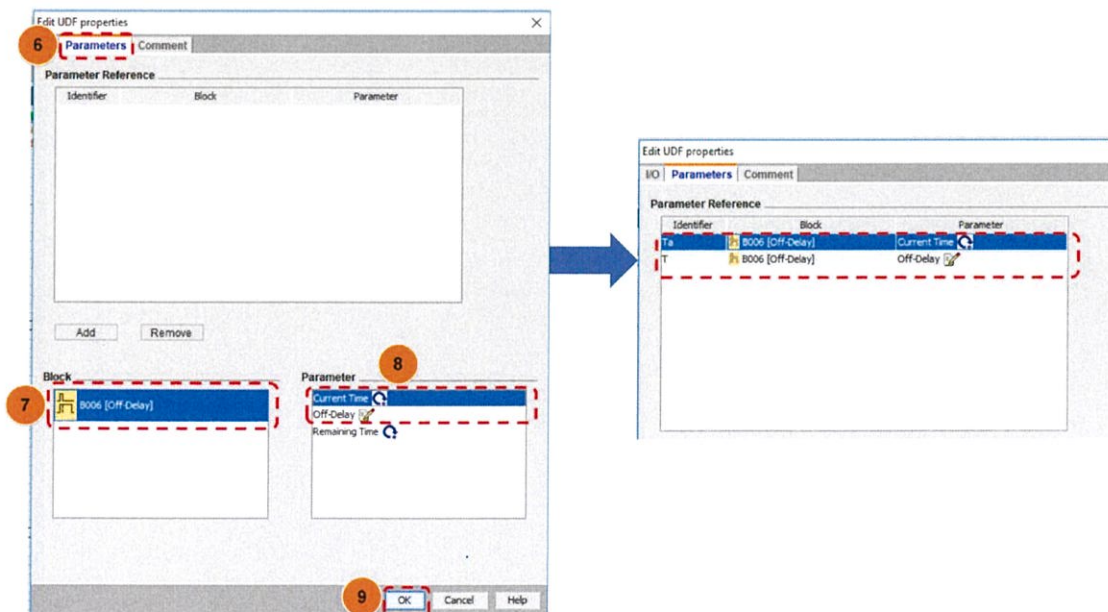 Edit UDF properties
6
Parameters Comment
Parameter Reference
Identifier Block Parameter
Add Remove
Block
Parameter
8
7
B006 [Off-Delay]
Current Time
Off-Delay
Remaining Time
9
OK Cancel Help
Edit UDF properties
I/O Parameters Comment
Parameter Reference
Identifier Block Parameter
Ta B006 [Off-Delay] Current Time
T B006 [Off-Delay] Off-Delay